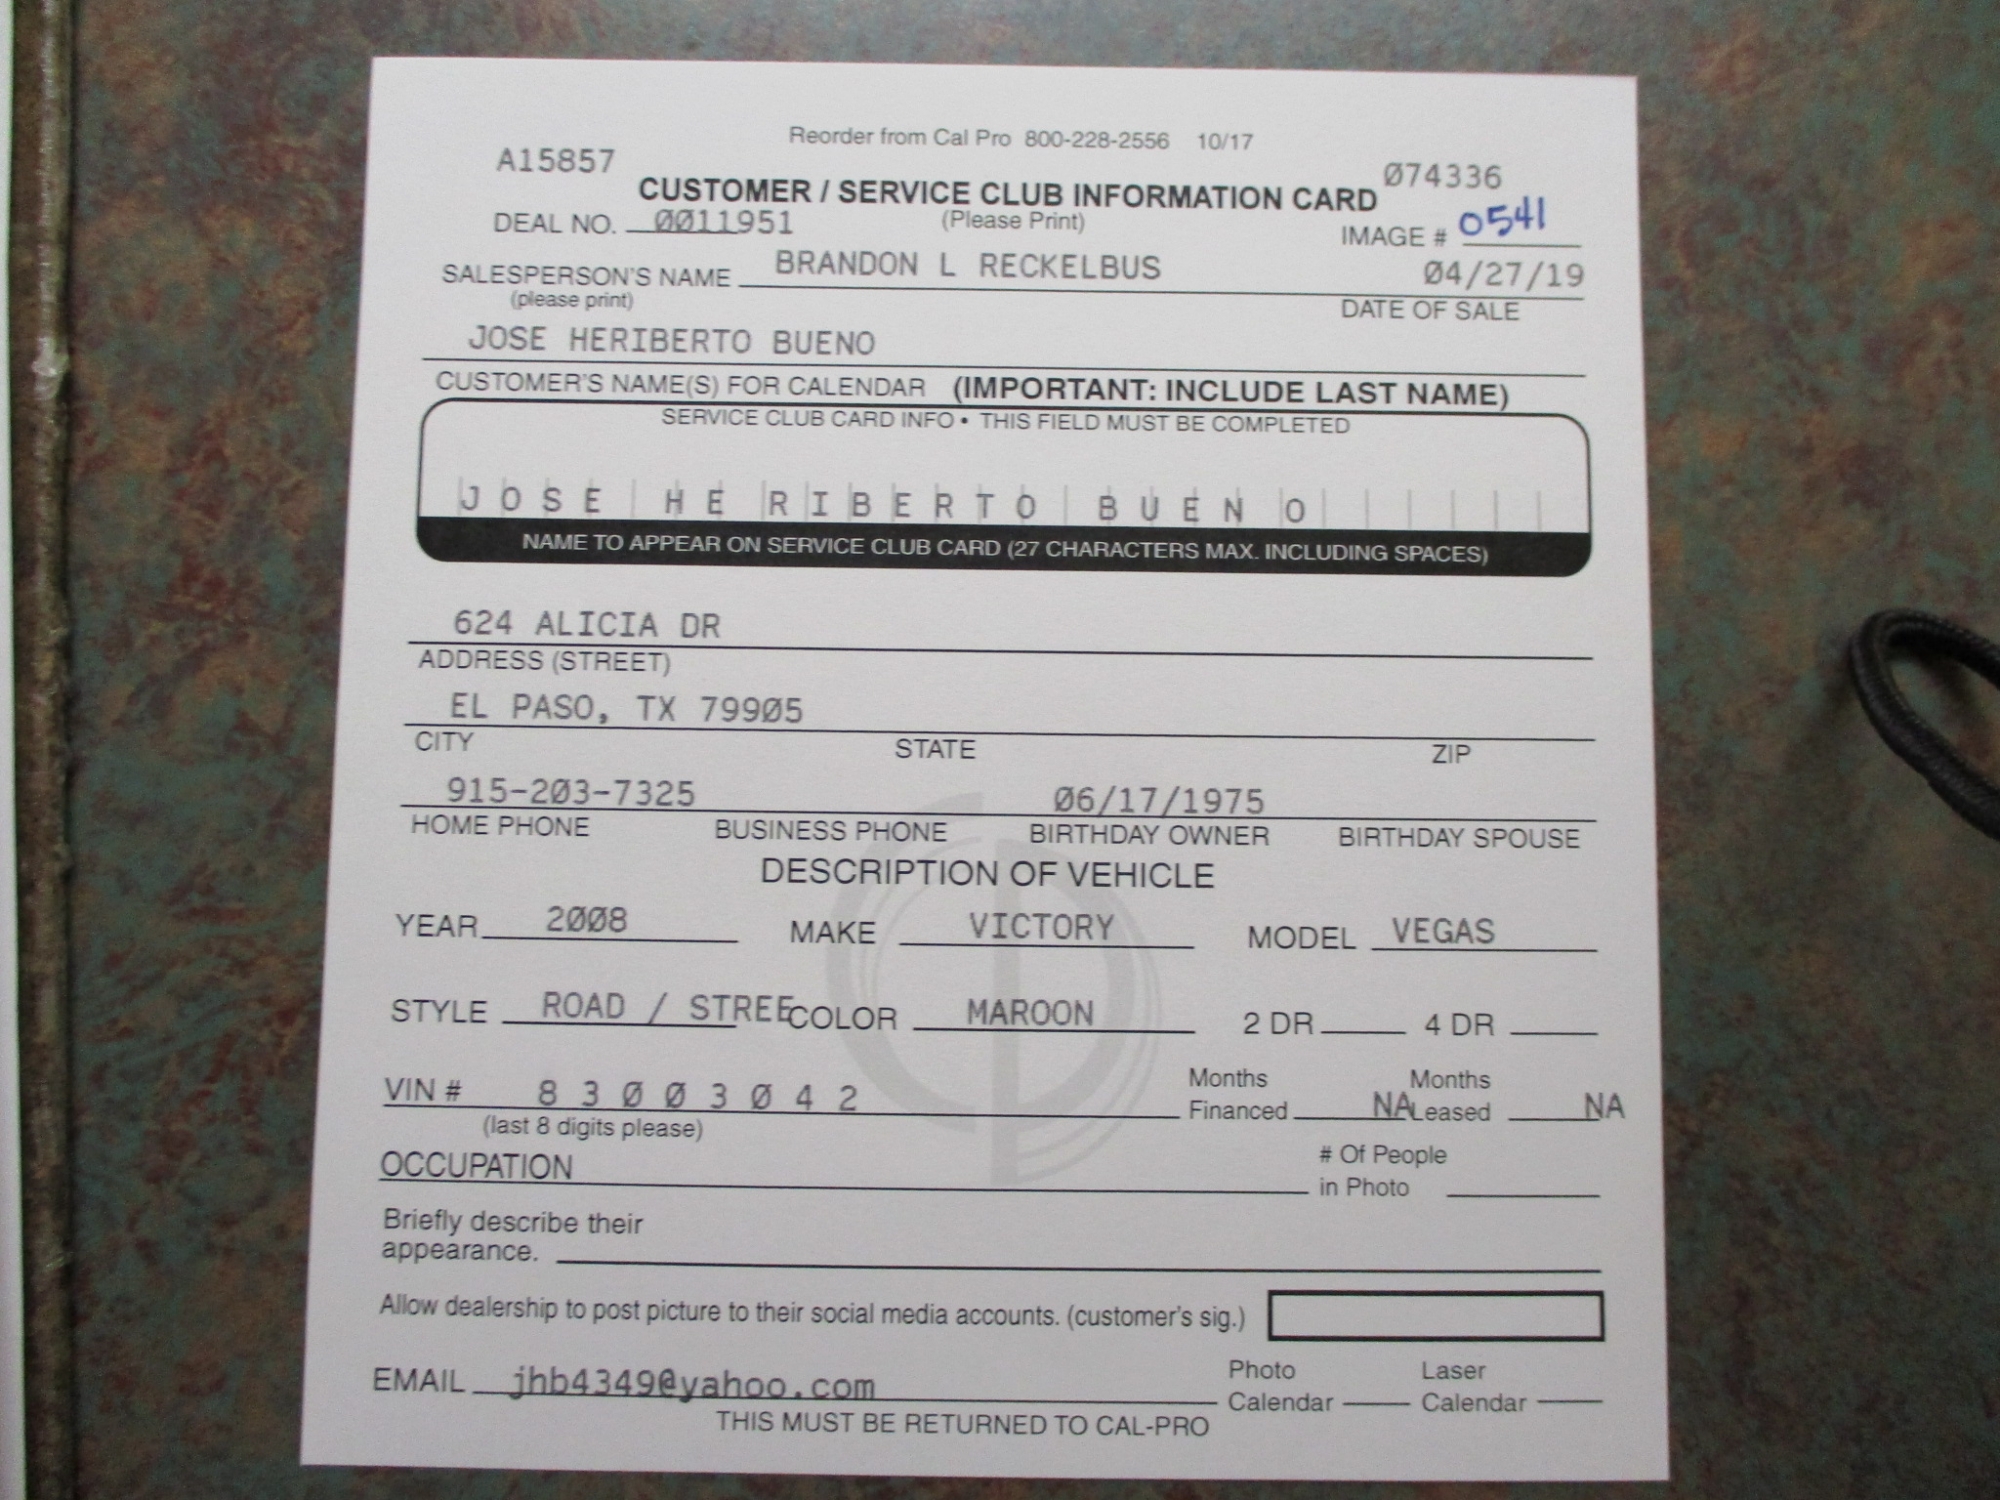 Reorder from Cal Pro 800-228-2556 10/17
A15857 Ø74336
CUSTOMER / SERVICE CLUB INFORMATION CARD
DEAL NO. ØØ11951 (Please Print) IMAGE # 0541
SALESPERSON'S NAME BRANDON L RECKELBUS Ø4/27/19
(please print) DATE OF SALE
JOSE HERIBERTO BUENO
CUSTOMER'S NAME(S) FOR CALENDAR (IMPORTANT: INCLUDE LAST NAME)
SERVICE CLUB CARD INFO • THIS FIELD MUST BE COMPLETED
JOSE HERIBERTO BUENO
NAME TO APPEAR ON SERVICE CLUB CARD (27 CHARACTERS MAX. INCLUDING SPACES)
624 ALICIA DR
ADDRESS (STREET)
EL PASO, TX 799Ø5
CITY STATE ZIP
915-2Ø3-7325 Ø6/17/1975
HOME PHONE BUSINESS PHONE BIRTHDAY OWNER BIRTHDAY SPOUSE
DESCRIPTION OF VEHICLE
YEAR 2ØØ8 MAKE VICTORY MODEL VEGAS
STYLE ROAD / STREE COLOR MAROON 2 DR 4 DR
VIN # 8 3 Ø Ø 3 Ø 4 2 Months Financed NA Months Leased NA
(last 8 digits please)
OCCUPATION # Of People in Photo
Briefly describe their
appearance.
Allow dealership to post picture to their social media accounts. (customer's sig.)
EMAIL jhb4349@yahoo.com Photo Calendar Laser Calendar
THIS MUST BE RETURNED TO CAL-PRO